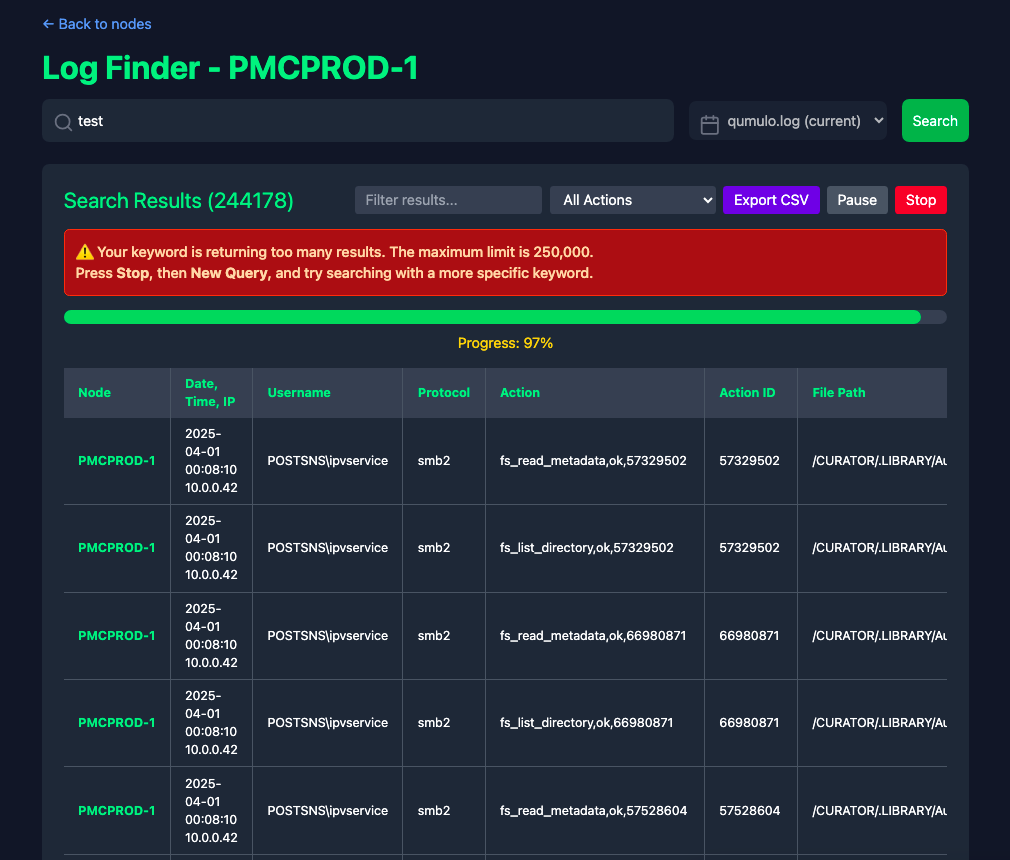 ← Back to nodes
Log Finder - PMCPROD-1
test
qumulo.log (current)
Search
Search Results (244178)
Filter results...
All Actions
Export CSV
Pause
Stop
⚠️ Your keyword is returning too many results. The maximum limit is 250,000.
Press Stop, then New Query, and try searching with a more specific keyword.
Progress: 97%
Node
Date,
Time, IP
Username
Protocol
Action
Action ID
File Path
PMCPROD-1
2025-
04-01
00:08:10
10.0.0.42
POSTSNS\ipvservice
smb2
fs_read_metadata,ok,57329502
57329502
/CURATOR/.LIBRARY/Au
PMCPROD-1
2025-
04-01
00:08:10
10.0.0.42
POSTSNS\ipvservice
smb2
fs_list_directory,ok,57329502
57329502
/CURATOR/.LIBRARY/Au
PMCPROD-1
2025-
04-01
00:08:10
10.0.0.42
POSTSNS\ipvservice
smb2
fs_read_metadata,ok,66980871
66980871
/CURATOR/.LIBRARY/Au
PMCPROD-1
2025-
04-01
00:08:10
10.0.0.42
POSTSNS\ipvservice
smb2
fs_list_directory,ok,66980871
66980871
/CURATOR/.LIBRARY/Au
PMCPROD-1
2025-
04-01
00:08:10
10.0.0.42
POSTSNS\ipvservice
smb2
fs_read_metadata,ok,57528604
57528604
/CURATOR/.LIBRARY/Au